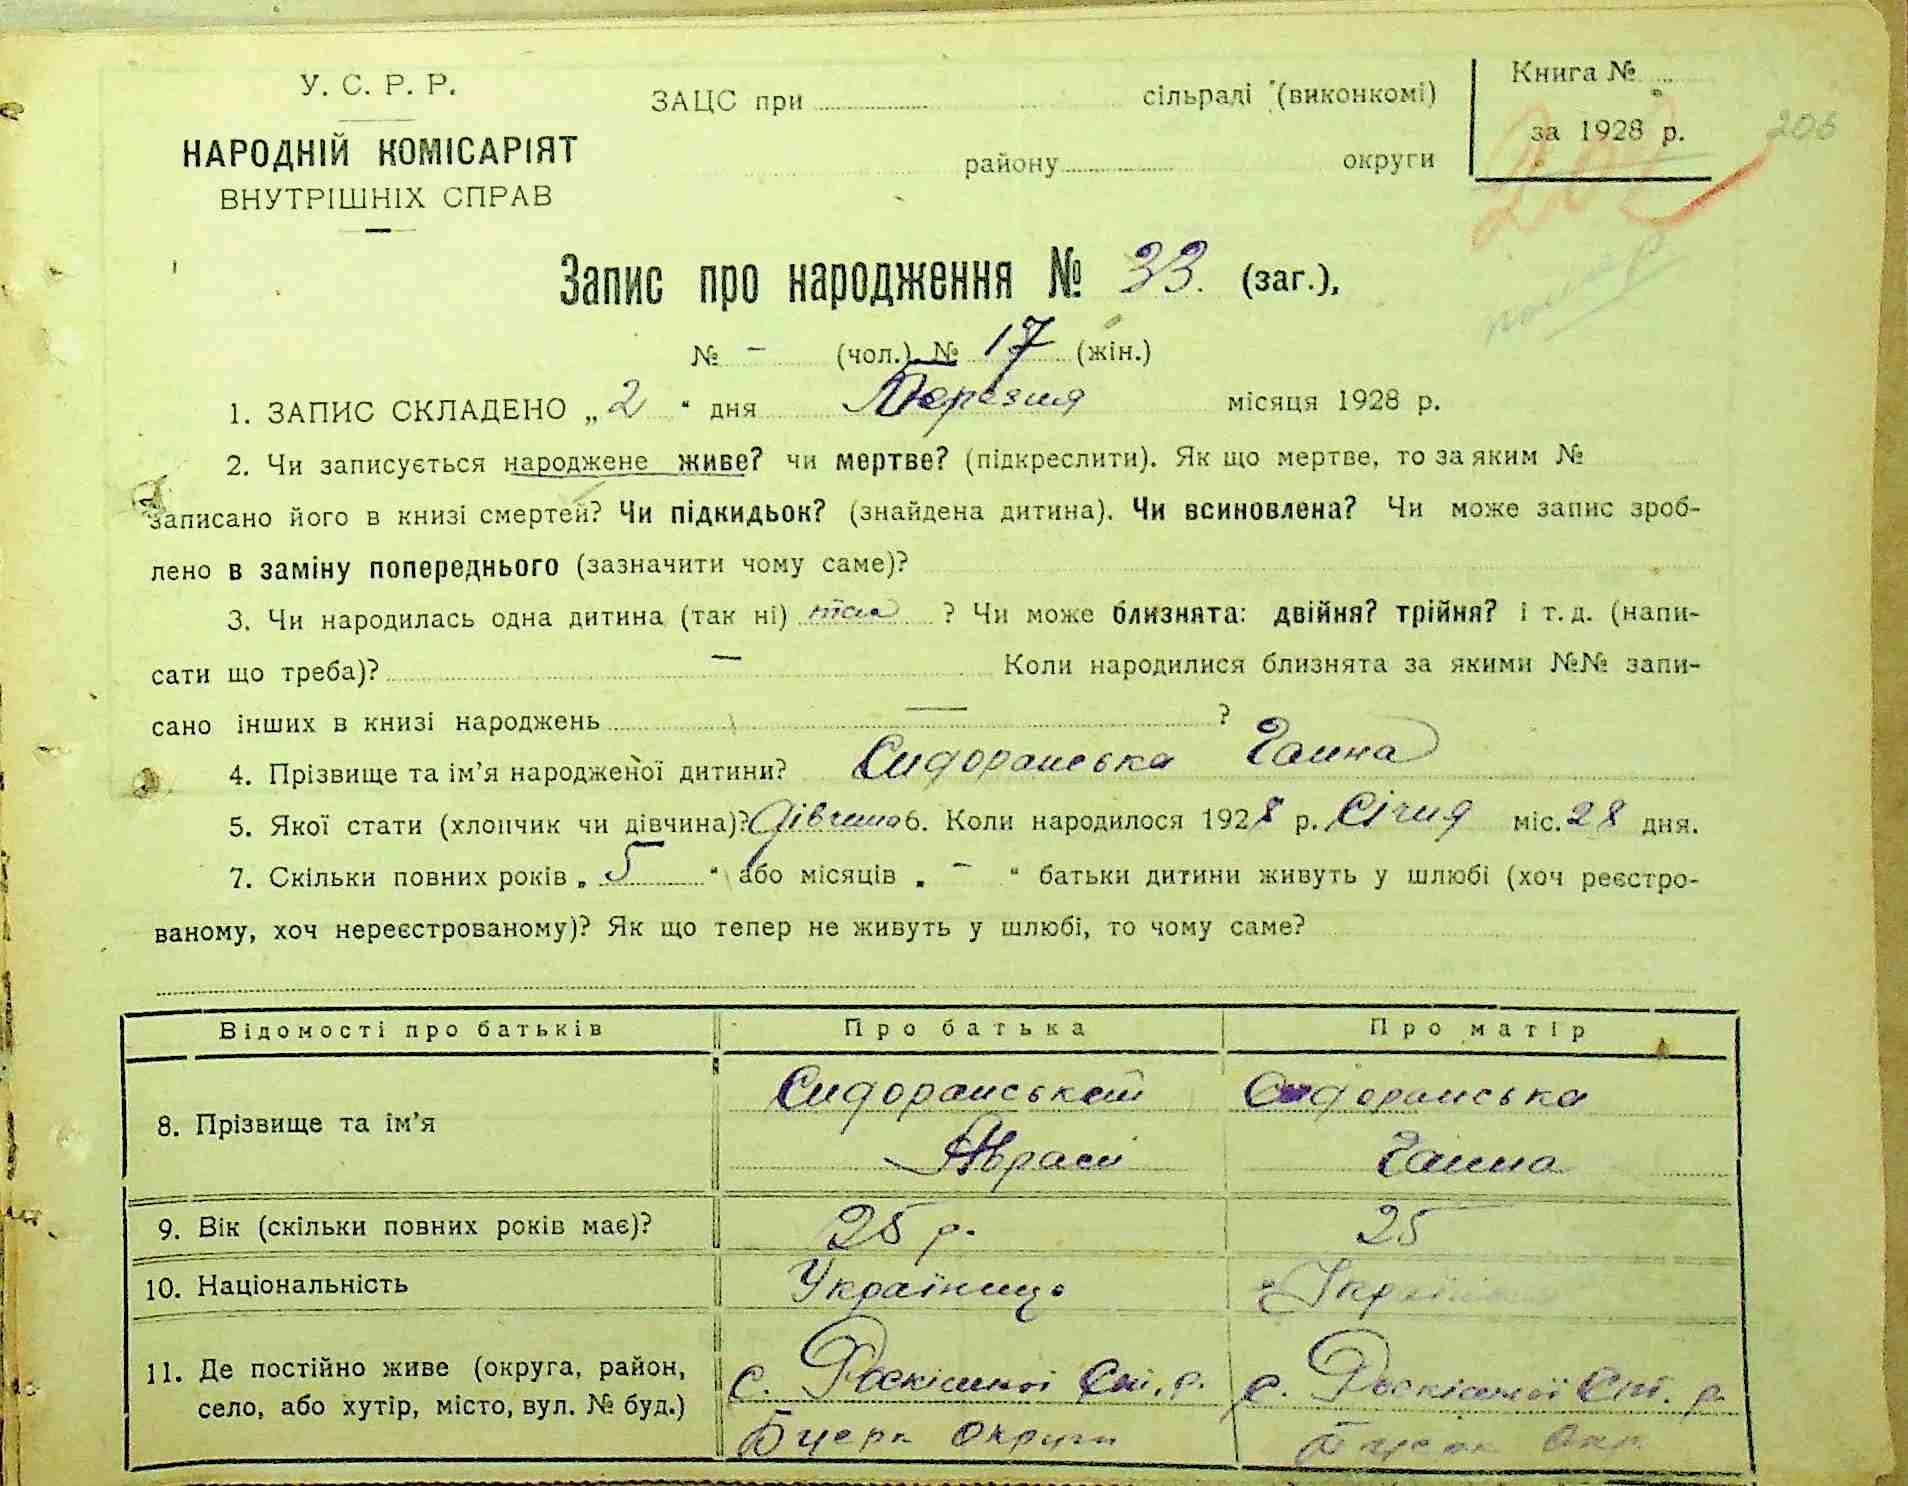 У. С. Р. Р.
НАРОДНІЙ КОМІСАРІЯТ
ВНУТРІШНІХ СПРАВ
ЗАЦС при сільраді (виконкомі)
району округи
Книга №
за 1928 р.
206
Запис про народження № 33. (заг.),
№ - (чол.) № 17 (жін.)
1. ЗАПИС СКЛАДЕНО „2“ дня Березня місяця 1928 р.
2. Чи записується народжене живе? чи мертве? (підкреслити). Як що мертве, то за яким №
записано його в книзі смертей? Чи підкидьок? (знайдена дитина). Чи всиновлена? Чи може запис зроб-
лено в заміну попереднього (зазначити чому саме)?
3. Чи народилась одна дитина (так ні) так ? Чи може близнята: двійня? трійня? і т. д. (напи-
сати що треба)? — Коли народилися близнята за якими №№ запи-
сано інших в книзі народжень — ?
4. Прізвище та ім'я народженої дитини? Сидоранська Ганна
5. Якої стати (хлопчик чи дівчина)? дівчина 6. Коли народилося 1928 р. Січня міс. 28 дня.
7. Скільки повних років „ 5 “ або місяців „ - “ батьки дитини живуть у шлюбі (хоч реєстро-
ваному, хоч нереєстрованому)? Як що тепер не живуть у шлюбі, то чому саме?
Відомості про батьків Про батька Про матір
8. Прізвище та ім'я
Сидоранський Сидоранська
Ганна
9. Вік (скільки повних років має)? 25 р. 25
10. Національність Українець
11. Де постійно живе (округа, район,
село, або хутір, місто, вул. № буд.)
с. с.
округи